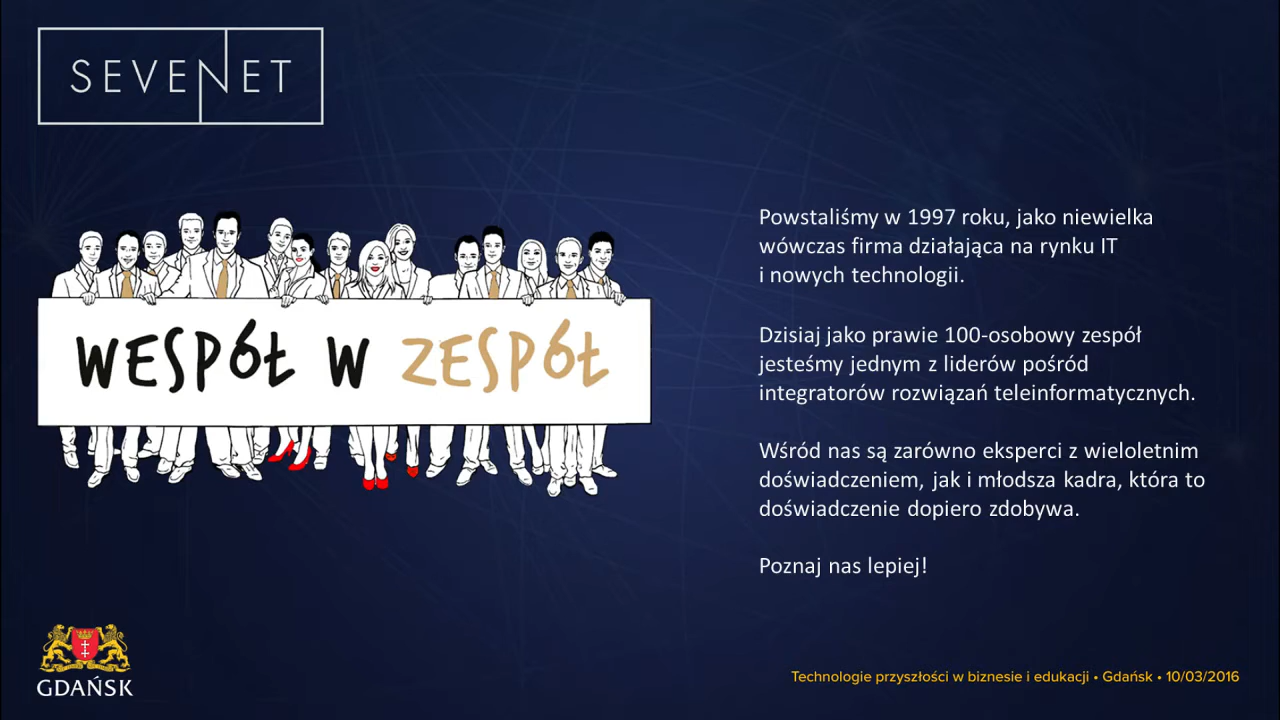 SEVENET
WESPÓŁ W ZESPÓŁ
Powstaliśmy w 1997 roku, jako niewielka
wówczas firma działająca na rynku IT
i nowych technologii.
Dzisiaj jako prawie 100-osobowy zespół
jesteśmy jednym z liderów pośród
integratorów rozwiązań teleinformatycznych.
Wśród nas są zarówno eksperci z wieloletnim
doświadczeniem, jak i młodsza kadra, która to
doświadczenie dopiero zdobywa.
Poznaj nas lepiej!
GDAŃSK
Technologie przyszłości w biznesie i edukacji • Gdańsk • 10/03/2016